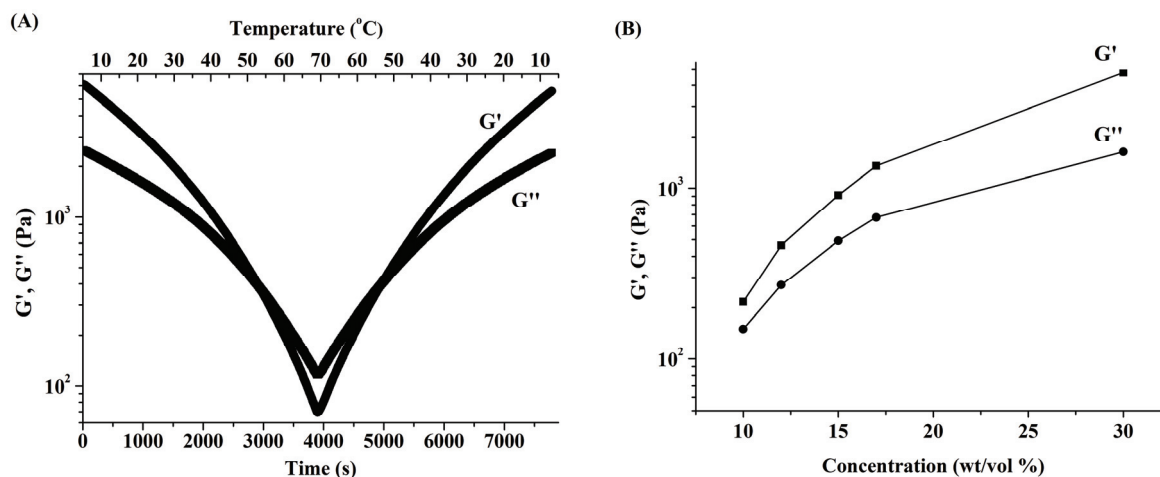 (A)
Temperature (°C)
10 20 30 40 50 60 70 60 50 40 30 20 10
G'
G''
10³
10²
G', G'' (Pa)
0 1000 2000 3000 4000 5000 6000 7000
Time (s)
(B)
G'
G''
10³
10²
G', G'' (Pa)
10 15 20 25 30
Concentration (wt/vol %)